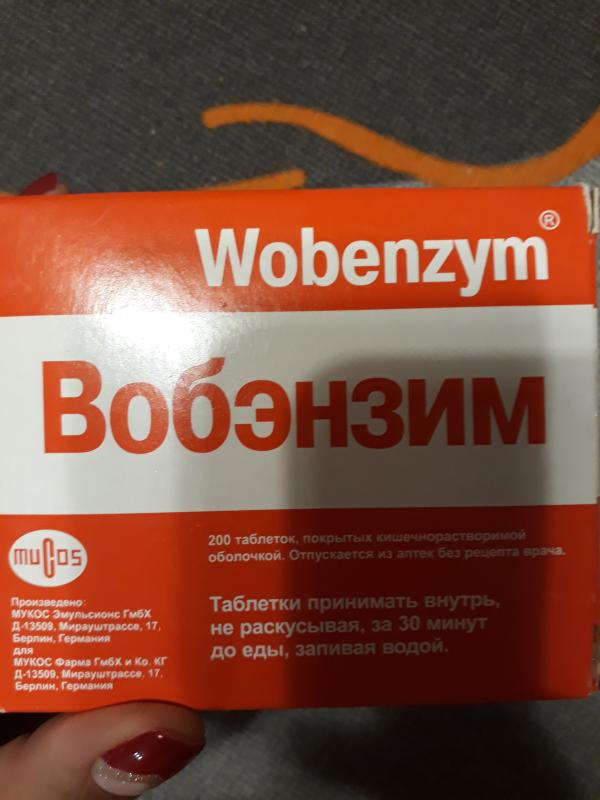 Wobenzym®
Вобэнзим
mucos
200 таблеток, покрытых кишечнорастворимой
оболочкой. Отпускается из аптек без рецепта врача.
Таблетки принимать внутрь,
не раскусывая, за 30 минут
до еды, запивая водой.
Произведено:
МУКОС Эмульсионс ГмбХ
Д-13509, Мирауштрассе, 17,
Берлин, Германия
для
МУКОС Фарма ГмбХ и Ко. КГ
Д-13509, Мирауштрассе, 17,
Берлин, Германия